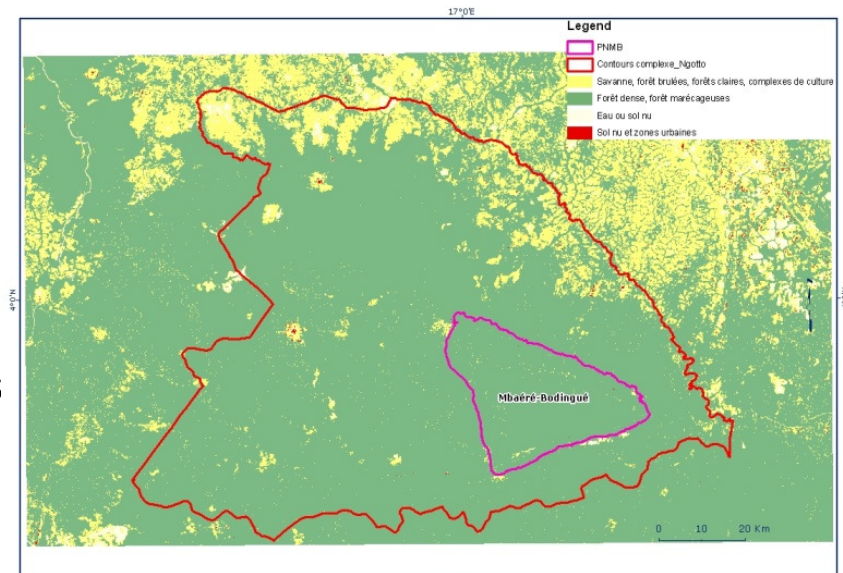 17°0'E
Legend
PNMB
Contours complexe_Ngotto
Savanne, forêt brulées, forêts claires, complexes de culture
Forêt dense, forêt marécageuses
Eau ou sol nu
Sol nu et zones urbaines
4°0'N
Mbaéré-Bodingué
0 10 20 Km